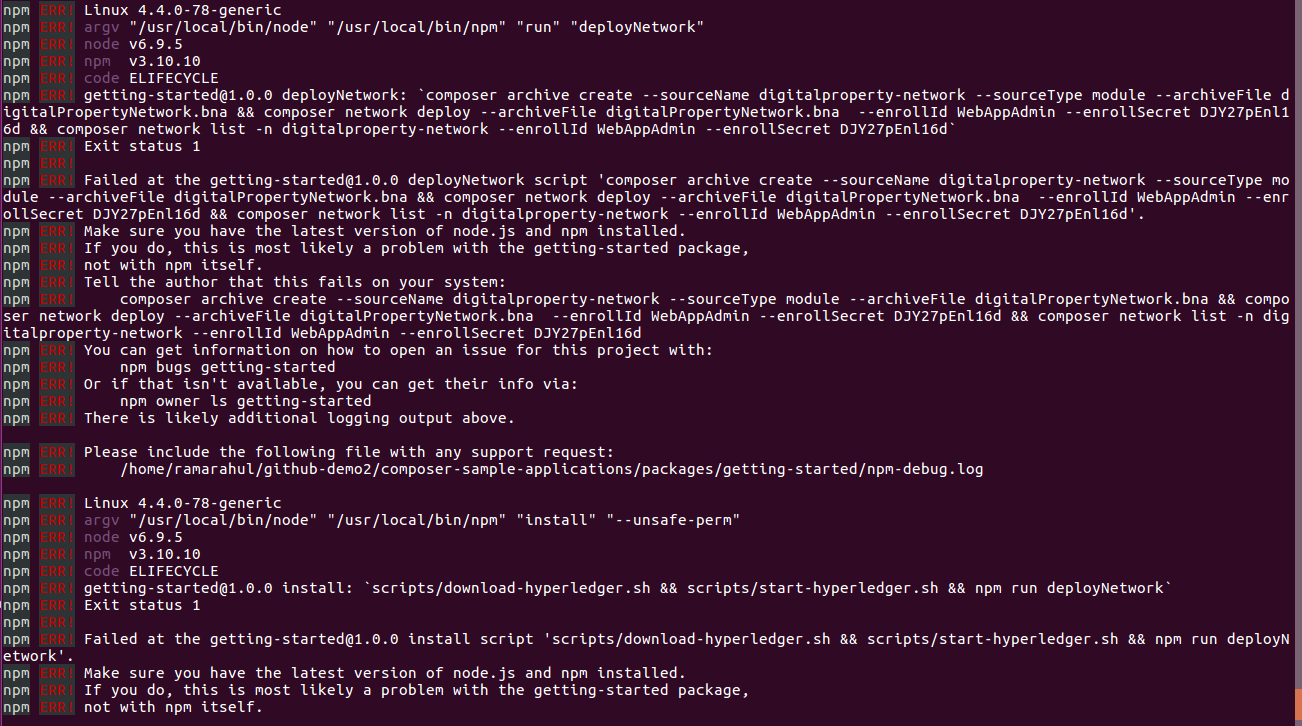 npm ERR! Linux 4.4.0-78-generic
npm ERR! argv "/usr/local/bin/node" "/usr/local/bin/npm" "run" "deployNetwork"
npm ERR! node v6.9.5
npm ERR! npm  v3.10.10
npm ERR! code ELIFECYCLE
npm ERR! getting-started@1.0.0 deployNetwork: `composer archive create --sourceName digitalproperty-network --sourceType module --archiveFile d
igitalPropertyNetwork.bna && composer network deploy --archiveFile digitalPropertyNetwork.bna  --enrollId WebAppAdmin --enrollSecret DJY27pEnl1
6d && composer network list -n digitalproperty-network --enrollId WebAppAdmin --enrollSecret DJY27pEnl16d`
npm ERR! Exit status 1
npm ERR!
npm ERR! Failed at the getting-started@1.0.0 deployNetwork script 'composer archive create --sourceName digitalproperty-network --sourceType mo
dule --archiveFile digitalPropertyNetwork.bna && composer network deploy --archiveFile digitalPropertyNetwork.bna  --enrollId WebAppAdmin --enr
ollSecret DJY27pEnl16d && composer network list -n digitalproperty-network --enrollId WebAppAdmin --enrollSecret DJY27pEnl16d'.
npm ERR! Make sure you have the latest version of node.js and npm installed.
npm ERR! If you do, this is most likely a problem with the getting-started package,
npm ERR! not with npm itself.
npm ERR! Tell the author that this fails on your system:
npm ERR!     composer archive create --sourceName digitalproperty-network --sourceType module --archiveFile digitalPropertyNetwork.bna && compo
ser network deploy --archiveFile digitalPropertyNetwork.bna  --enrollId WebAppAdmin --enrollSecret DJY27pEnl16d && composer network list -n dig
italproperty-network --enrollId WebAppAdmin --enrollSecret DJY27pEnl16d
npm ERR! You can get information on how to open an issue for this project with:
npm ERR!     npm bugs getting-started
npm ERR! Or if that isn't available, you can get their info via:
npm ERR!     npm owner ls getting-started
npm ERR! There is likely additional logging output above.

npm ERR! Please include the following file with any support request:
npm ERR!     /home/ramarahul/github-demo2/composer-sample-applications/packages/getting-started/npm-debug.log

npm ERR! Linux 4.4.0-78-generic
npm ERR! argv "/usr/local/bin/node" "/usr/local/bin/npm" "install" "--unsafe-perm"
npm ERR! node v6.9.5
npm ERR! npm  v3.10.10
npm ERR! code ELIFECYCLE
npm ERR! getting-started@1.0.0 install: `scripts/download-hyperledger.sh && scripts/start-hyperledger.sh && npm run deployNetwork`
npm ERR! Exit status 1
npm ERR!
npm ERR! Failed at the getting-started@1.0.0 install script 'scripts/download-hyperledger.sh && scripts/start-hyperledger.sh && npm run deployN
etwork'.
npm ERR! Make sure you have the latest version of node.js and npm installed.
npm ERR! If you do, this is most likely a problem with the getting-started package,
npm ERR! not with npm itself.